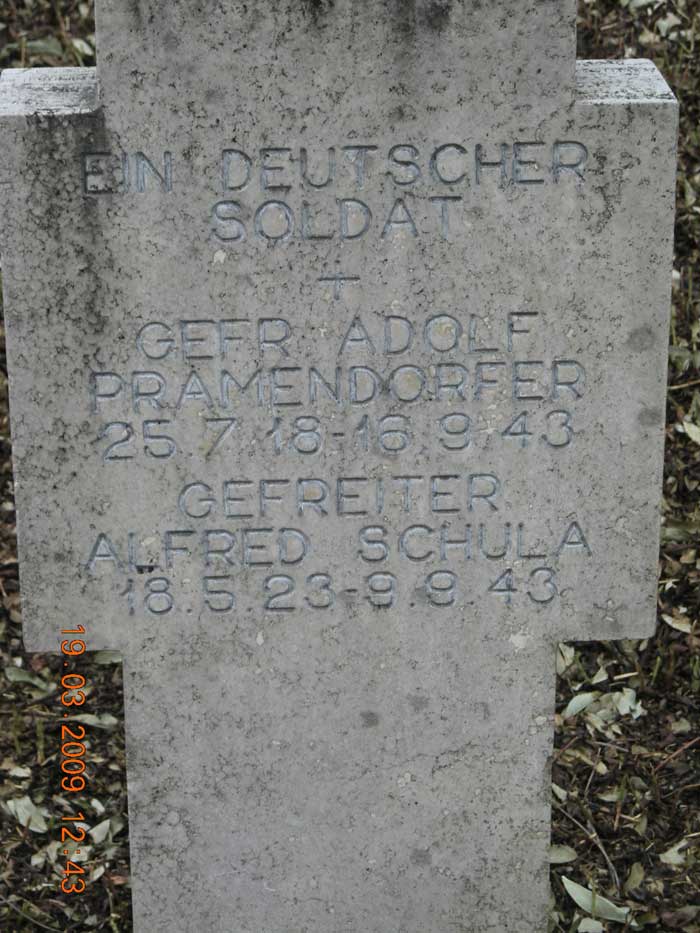 EIN DEUTSCHER
SOLDAT
+
GEFR ADOLF
PRAMENDORFER
25.7.18-16.9.43
GEFREITER
ALFRED SCHULA
18.5.23-9.9.43
19.03.2009 12:43